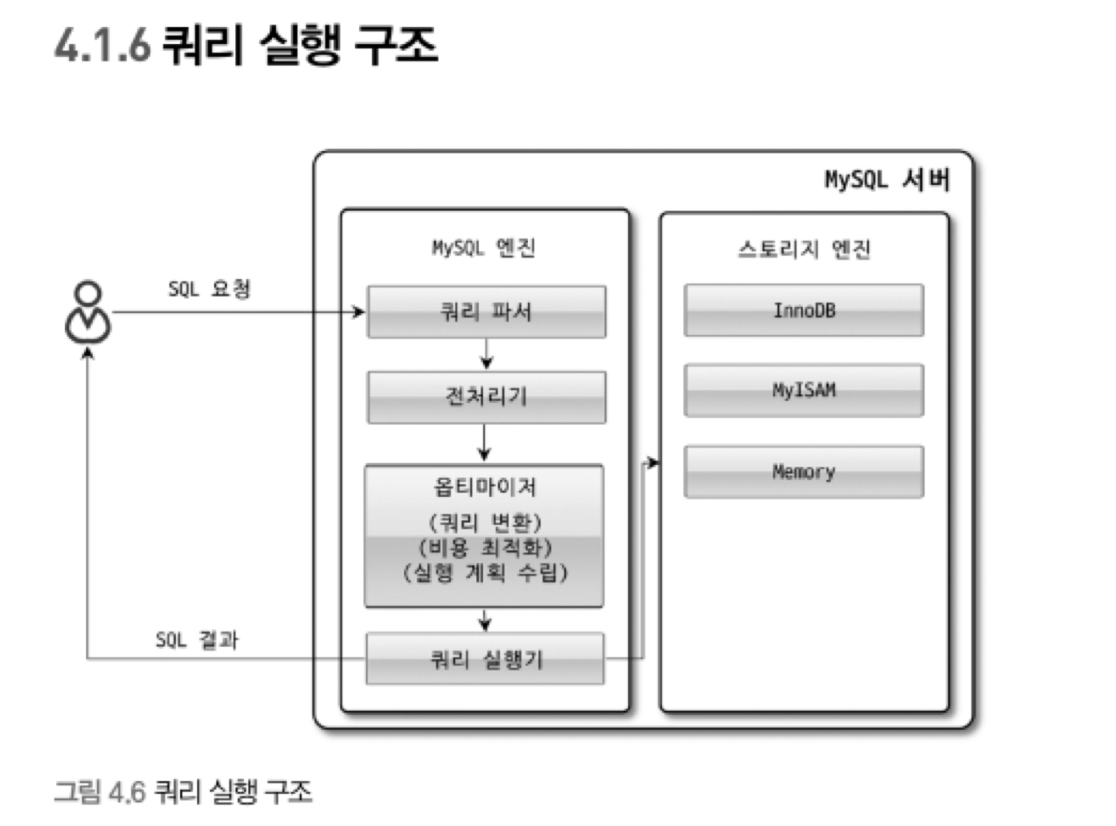 4.1.6 쿼리 실행 구조
MySQL 서버
MySQL 엔진
스토리지 엔진
SQL 요청
쿼리 파서
전처리기
옵티마이저
(쿼리 변환)
(비용 최적화)
(실행 계획 수립)
SQL 결과
쿼리 실행기
InnoDB
MyISAM
Memory
그림 4.6 쿼리 실행 구조